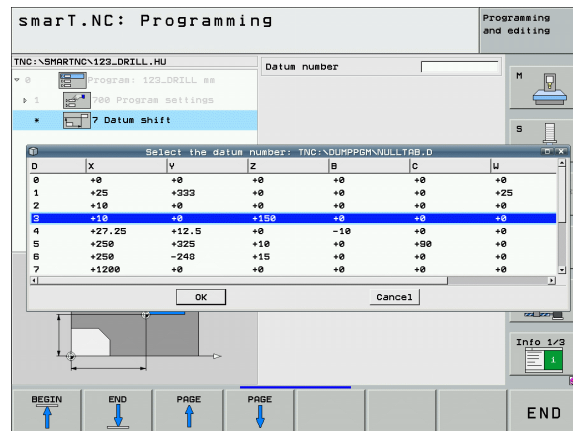 smarT.NC: Programming
Programming
and editing
TNC:\SMARTNC\123_DRILL.HU
Datum number
0 Program: 123_DRILL mm
1 700 Program settings
* 7 Datum shift
M
S
Select the datum number: TNC:\DUMPPGM\NULLTAB.D
D X Y Z B C W
0 +0 +0 +0 +0 +0 +0
1 +25 +333 +0 +0 +0 +25
2 +10 +0 +0 +0 +0 +0
3 +10 +0 +150 +0 +0 +0
4 +27.25 +12.5 +0 -10 +0 +0
5 +250 +325 +10 +0 +90 +0
6 +250 -248 +15 +0 +0 +0
7 +1200 +0 +0 +0 +0 +0
OK Cancel
Info 1/3
i
BEGIN END PAGE PAGE
END